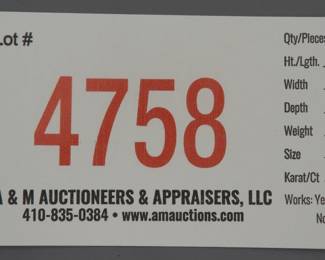 Lot #
4758
A & M AUCTIONEERS & APPRAISERS, LLC
410-835-0384 • www.amauctions.com
Qty/Pieces
Ht./Lgth.
Width
Depth
Weight
Size
Karat/Ct
Works: Ye
No